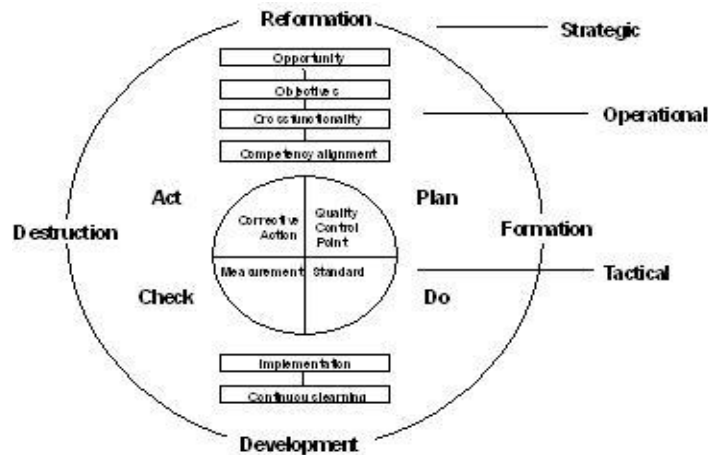 Reformation
Strategic
Opportunity
Objectives
Crossfunctionality
Operational
Competency alignment
Act
Plan
Corrective
Action
Quality
Control
Point
Destruction
Formation
Measurement
Standard
Tactical
Check
Do
Implementation
Continuous learning
Development